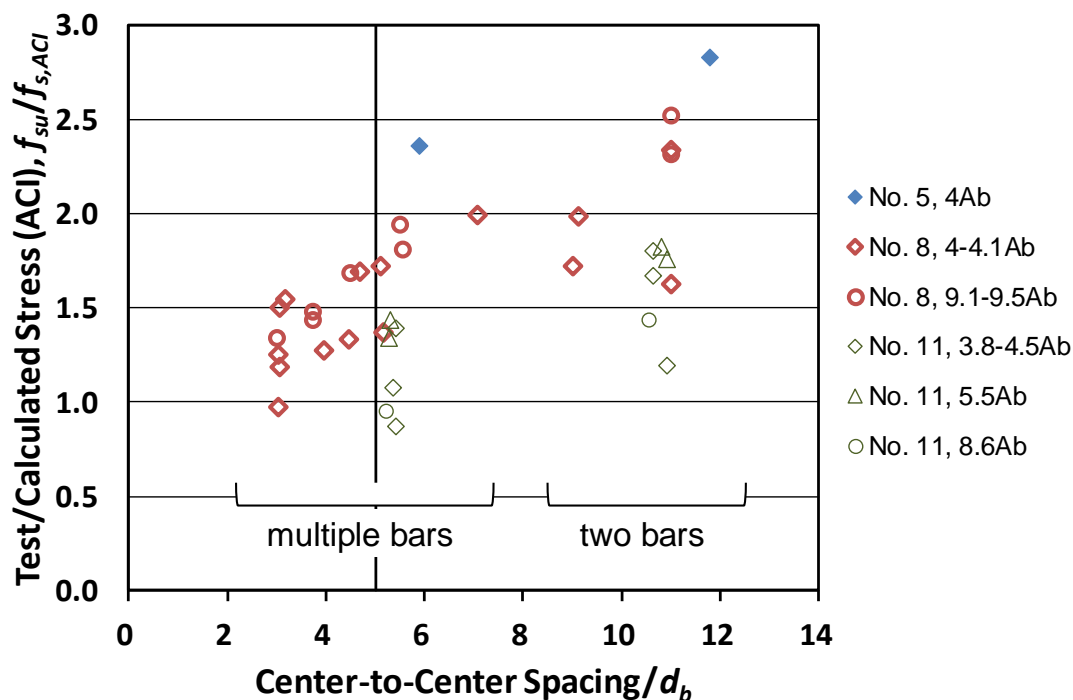 Test/Calculated Stress (ACI), fsu/fs,ACI
3.0
2.5
2.0
1.5
1.0
0.5
0.0
multiple bars
two bars
0 2 4 6 8 10 12 14
Center-to-Center Spacing/db
No. 5, 4Ab
No. 8, 4-4.1Ab
No. 8, 9.1-9.5Ab
No. 11, 3.8-4.5Ab
No. 11, 5.5Ab
No. 11, 8.6Ab